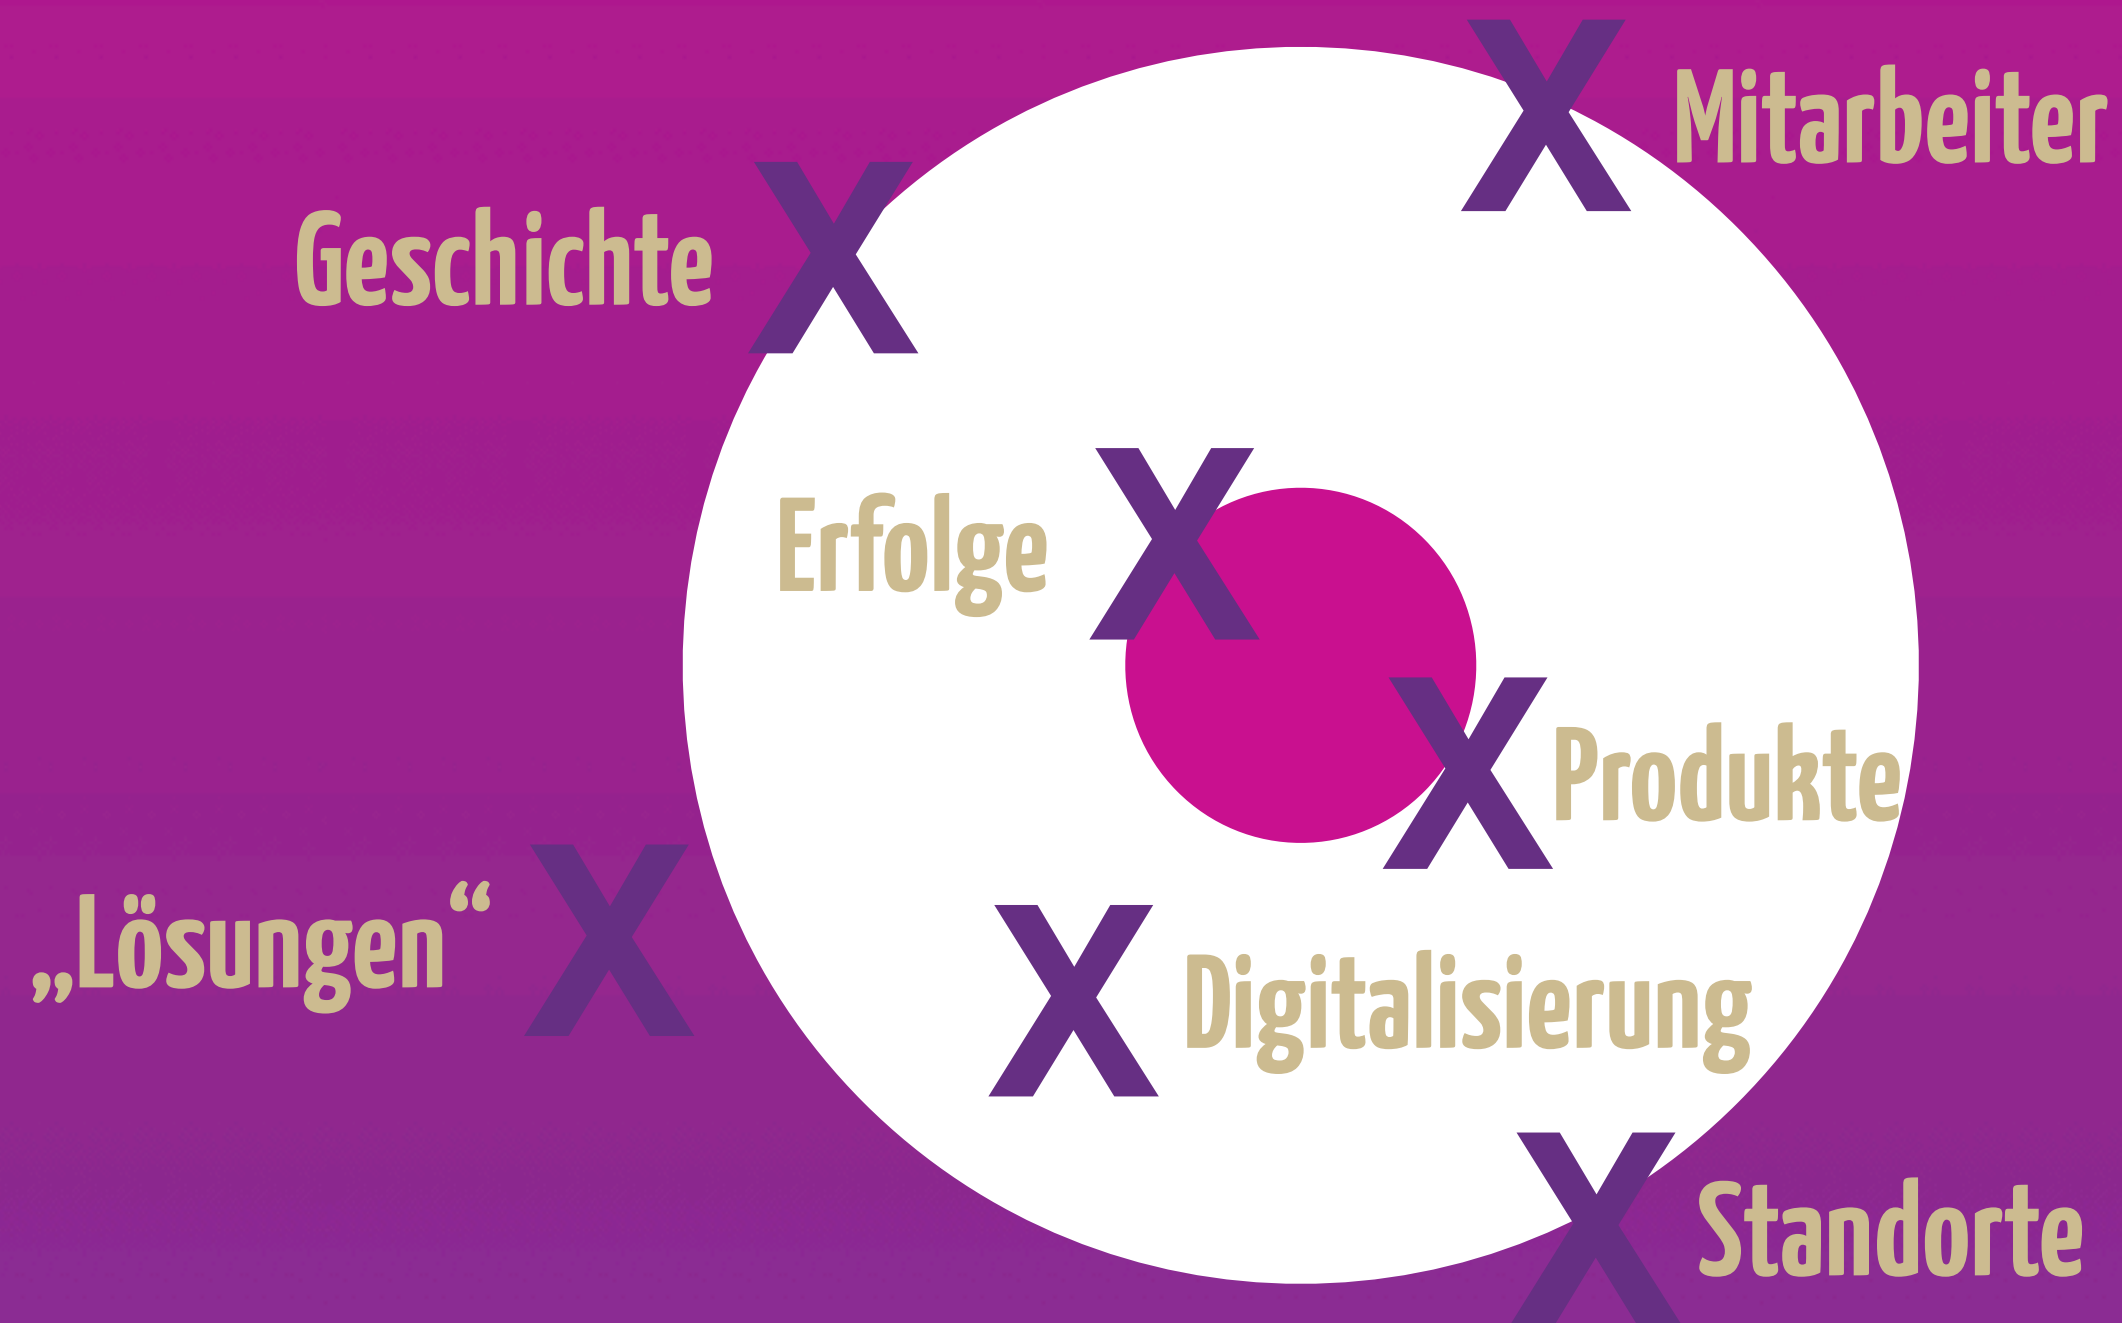 X Mitarbeiter
Geschichte X
Erfolge X
X Produkte
„Lösungen“ X
X Digitalisierung
X Standorte